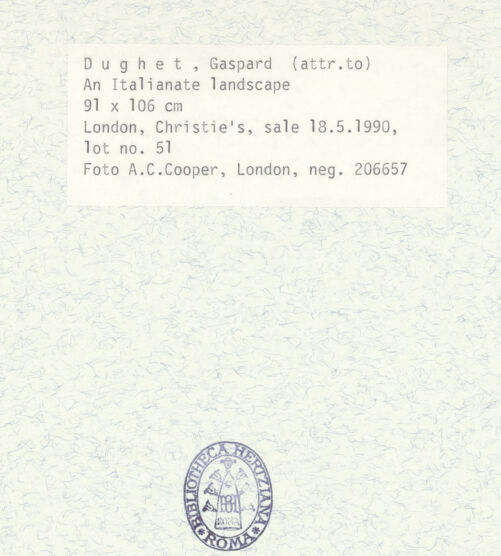 D u g h e t , Gaspard (attr.to)
An Italianate landscape
91 x 106 cm
London, Christie's, sale 18.5.1990,
lot no. 51
Foto A.C.Cooper, London, neg. 206657
BIBLIOTHECA HERTZIANA
* ROMA *